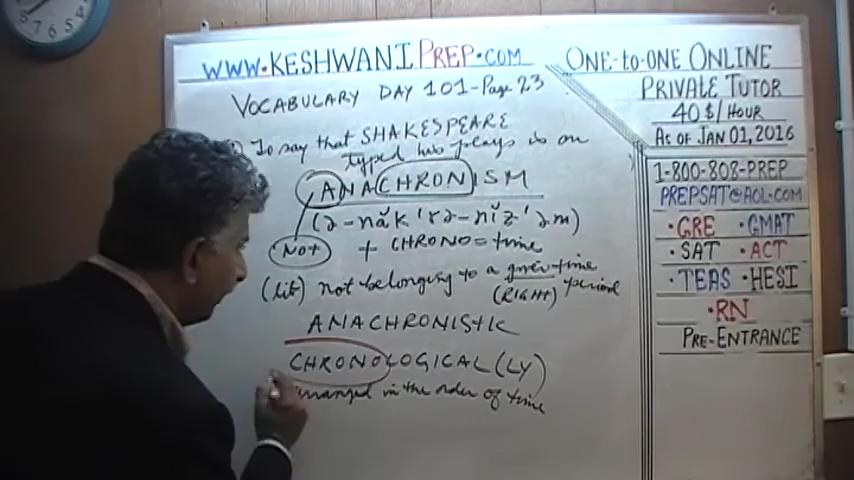 WWW.KESHWANIPREP.COM
VOCABULARY DAY 101-Page 23
To say that SHAKESPEARE
typed his plays is an
ANACHRONISM
(ə-năk'rə-nĭz'əm)
NOT + CHRONO = time
(lit) not belonging to a given time
(RIGHT) period
ANACHRONISTIC
CHRONOLOGICAL (LY)
arranged in the order of time
ONE-to-ONE ONLINE
PRIVATE TUTOR
40$/HOUR
AS OF JAN 01, 2016
1-800-808-PREP
PREPSAT@AOL.COM
•GRE •GMAT
•SAT •ACT
•TEAS •HESI
•RN
PRE-ENTRANCE